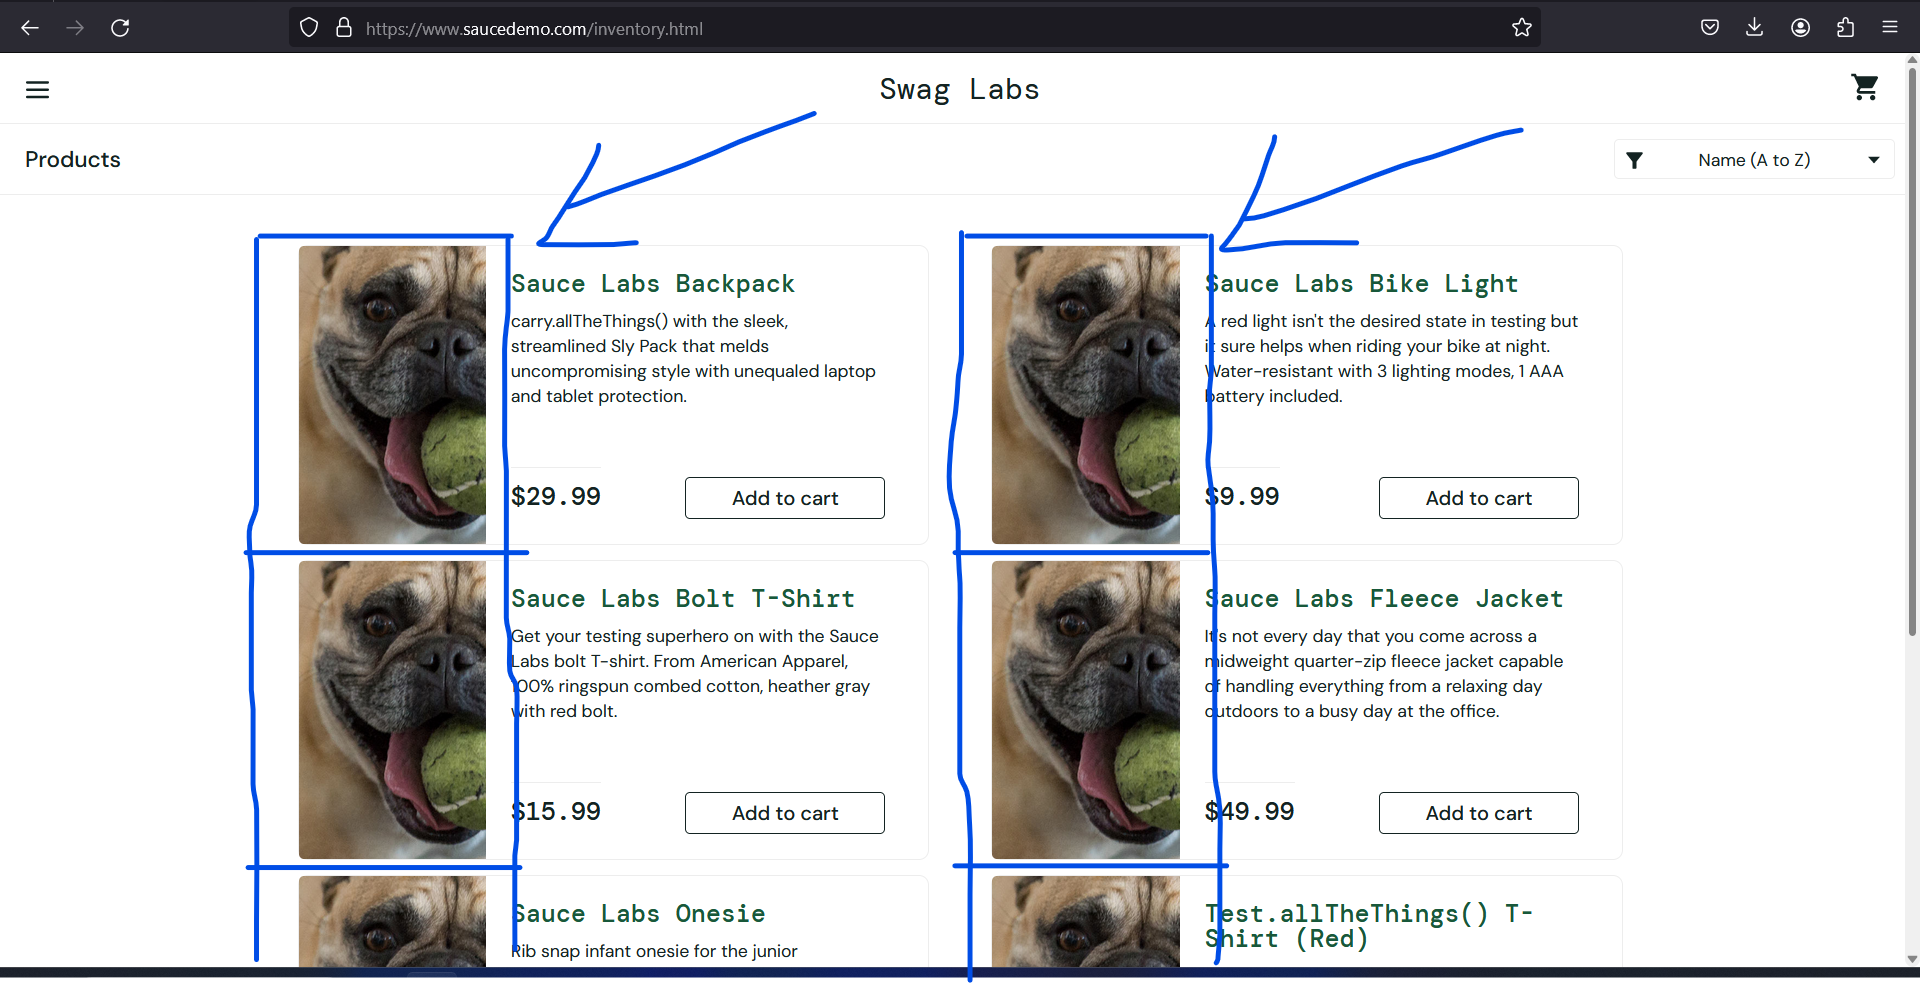 https://www.saucedemo.com/inventory.html
Swag Labs
Products
Name (A to Z)
Sauce Labs Backpack
carry.allTheThings() with the sleek,
streamlined Sly Pack that melds
uncompromising style with unequaled laptop
and tablet protection.
$29.99
Add to cart
Sauce Labs Bike Light
A red light isn't the desired state in testing but
it sure helps when riding your bike at night.
Water-resistant with 3 lighting modes, 1 AAA
battery included.
$9.99
Add to cart
Sauce Labs Bolt T-Shirt
Get your testing superhero on with the Sauce
Labs bolt T-shirt. From American Apparel,
100% ringspun combed cotton, heather gray
with red bolt.
$15.99
Add to cart
Sauce Labs Fleece Jacket
It's not every day that you come across a
midweight quarter-zip fleece jacket capable
of handling everything from a relaxing day
outdoors to a busy day at the office.
$49.99
Add to cart
Sauce Labs Onesie
Rib snap infant onesie for the junior
Test.allTheThings() T-
Shirt (Red)